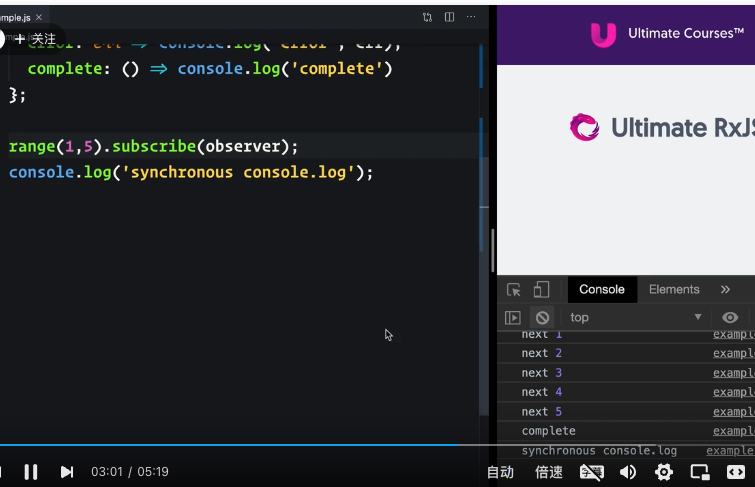 mple.js ×
+ 关注
error: err => console.log('error', err),
complete: () => console.log('complete')
};
range(1,5).subscribe(observer);
console.log('synchronous console.log');
Ultimate Courses™
Ultimate RxJS
Console Elements »
top
next 1
next 2 exampl
next 3 exampl
next 4 exampl
next 5 exampl
complete exampl
synchronous console.log example
03:01 / 05:19
自动 倍速 字幕